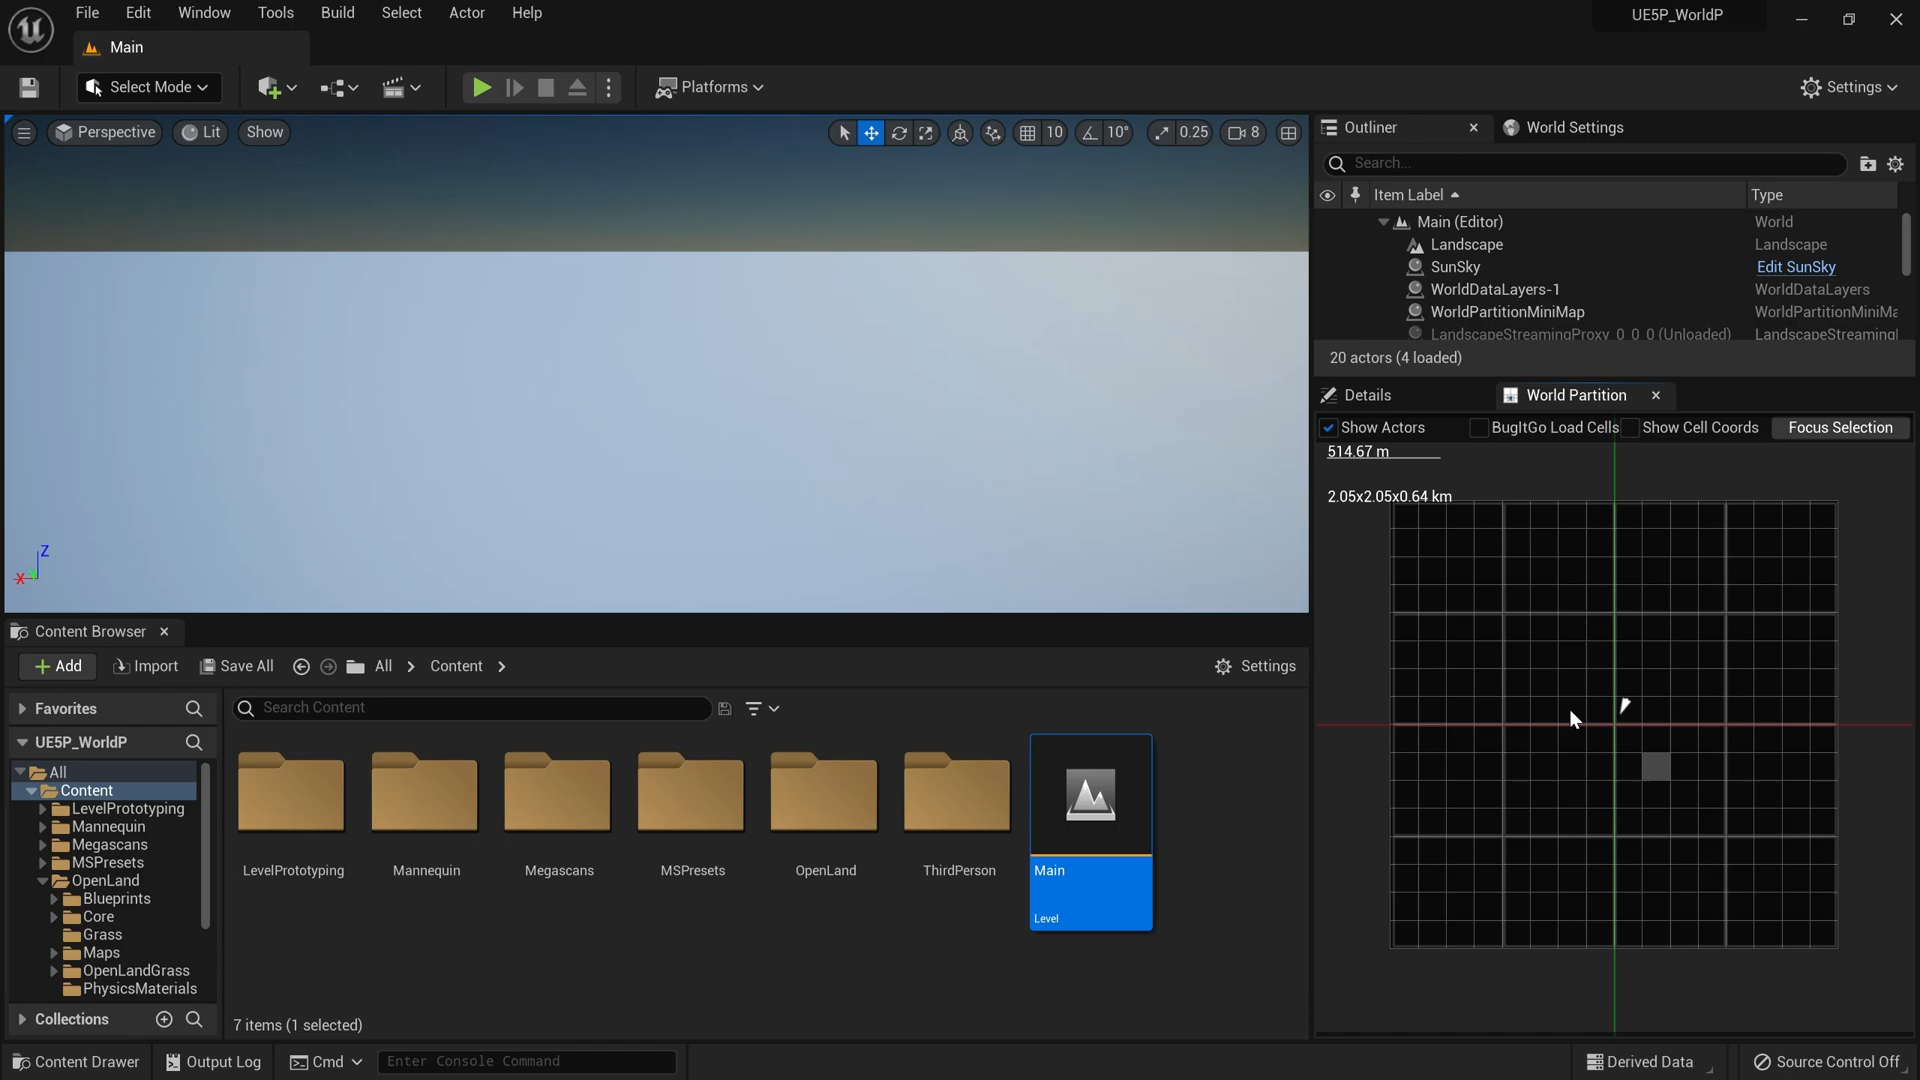 File Edit Window Tools Build Select Actor Help
UE5P_WorldP
Main
Select Mode
Platforms
Settings
Perspective Lit Show
10 10° 0.25 8
Z
X
Outliner World Settings
Search...
Item Label Type
Main (Editor) World
Landscape Landscape
SunSky Edit SunSky
WorldDataLayers-1 WorldDataLayers
WorldPartitionMiniMap WorldPartitionMiniMa
LandscapeStreamingProxy_0_0_0 (Unloaded) LandscapeStreamingl
20 actors (4 loaded)
Details World Partition
Show Actors BugItGo Load Cells Show Cell Coords Focus Selection
514.67 m
2.05x2.05x0.64 km
Content Browser
Add Import Save All All Content Settings
Favorites
Search Content
UE5P_WorldP
All
Content
LevelPrototyping
Mannequin
Megascans
MSPresets
OpenLand
Blueprints
Core
Grass
Maps
OpenLandGrass
PhysicsMaterials
Collections
LevelPrototyping Mannequin Megascans MSPresets OpenLand ThirdPerson Main
Level
7 items (1 selected)
Content Drawer Output Log Cmd Enter Console Command Derived Data Source Control Off